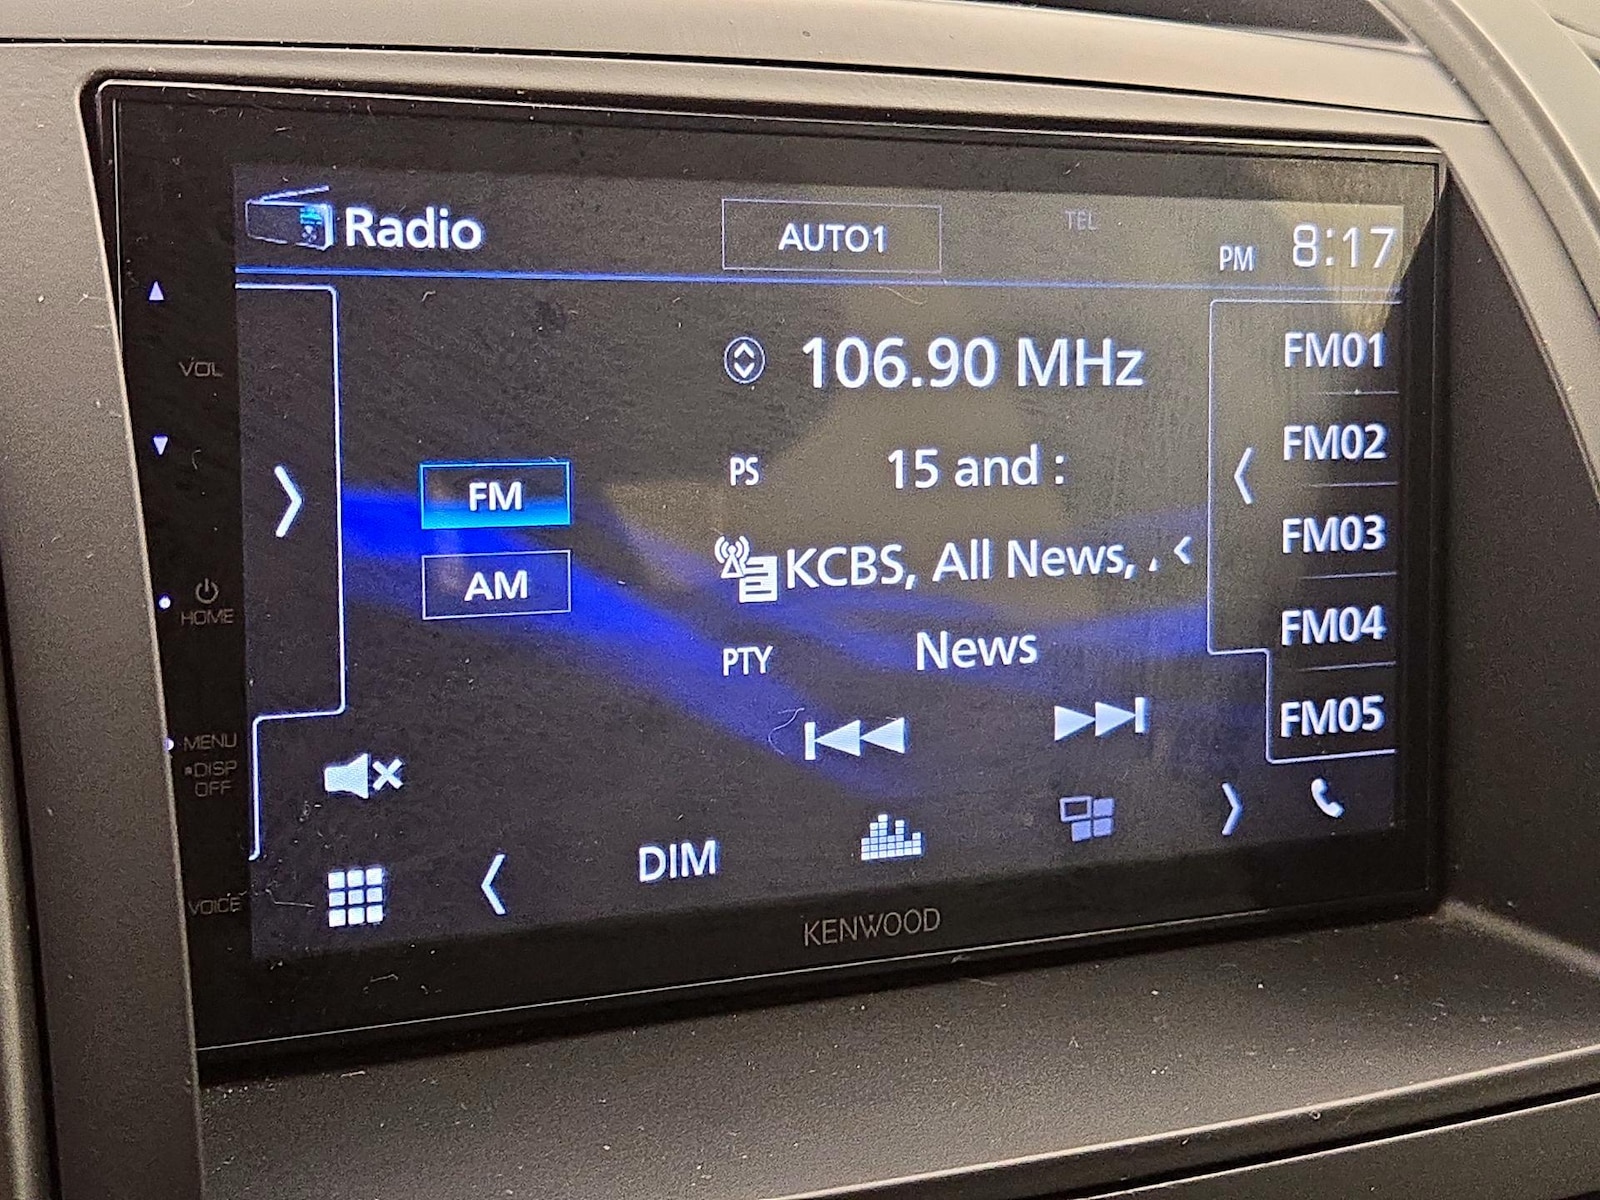 Radio
AUTO1
TEL
PM 8:17
VOL
106.90 MHz
FM01
FM02
FM
PS 15 and :
FM03
AM
KCBS, All News, .
FM04
HOME
PTY News
FM05
MENU
DISP
OFF
DIM
VOICE
KENWOOD